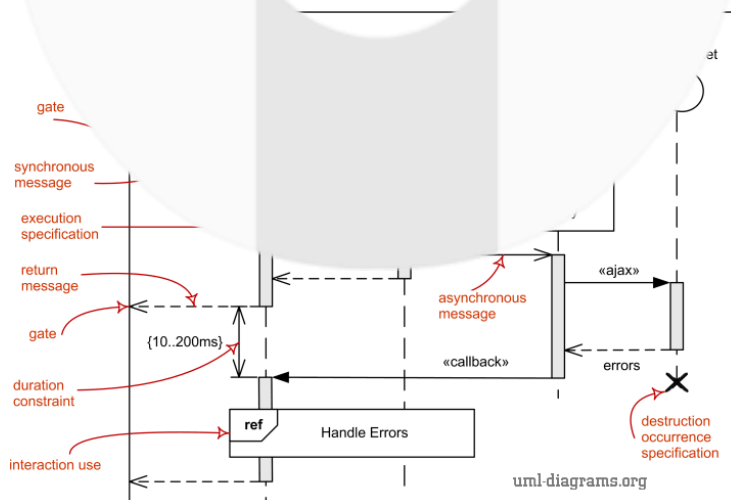 et
gate
synchronous
message
execution
specification
return
message
«ajax»
asynchronous
message
gate
{10..200ms}
«callback»
errors
duration
constraint
ref
Handle Errors
destruction
occurrence
specification
interaction use
uml-diagrams.org